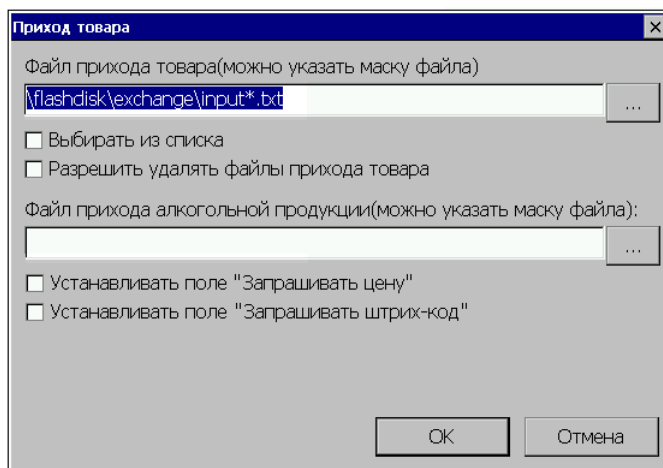 Приход товара
Файл прихода товара(можно указать маску файла)
\flashdisk\exchange\input*.txt
...
Выбирать из списка
Разрешить удалять файлы прихода товара
Файл прихода алкогольной продукции(можно указать маску файла):
...
Устанавливать поле "Запрашивать цену"
Устанавливать поле "Запрашивать штрих-код"
OK
Отмена